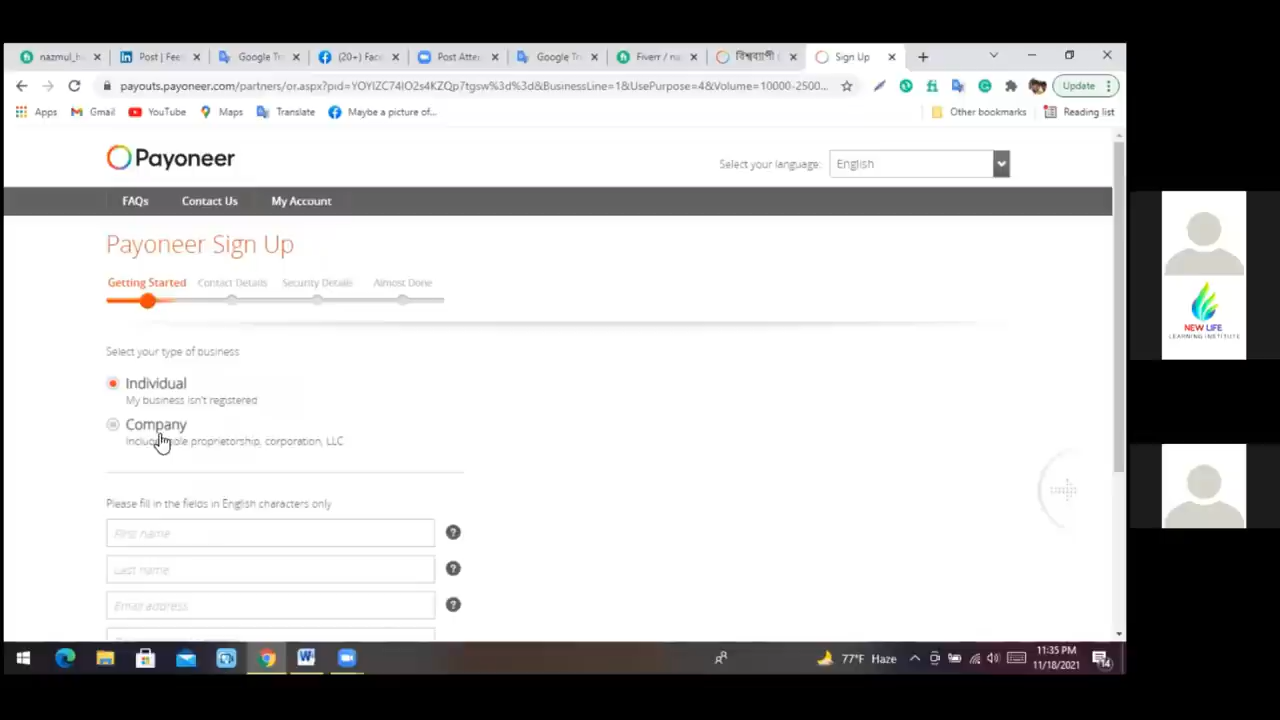 nazmul_h
Post | Fee
Google Tr
(20+) Fac
Post Atte
Google Tr
Fiverr / na
বিশ্বব্যাপী
Sign Up
payouts.payoneer.com/partners/or.aspx?pid=YOYIZC74IO2s4KZQp7tgsw%3d%3d&BusinessLine=1&UsePurpose=4&Volume=10000-2500...
Update
Apps
Gmail
YouTube
Maps
Translate
Maybe a picture of...
Other bookmarks
Reading list
Payoneer
Select your language:
English
FAQs
Contact Us
My Account
Payoneer Sign Up
Getting Started
Contact Details
Security Details
Almost Done
Select your type of business
Individual
My business isn't registered
Company
Includ ole proprietorship, corporation, LLC
Please fill in the fields in English characters only
First name
Last name
Email address
NEW LIFE
LEARNING INSTITUTE
77°F Haze
11:35 PM
11/18/2021
14